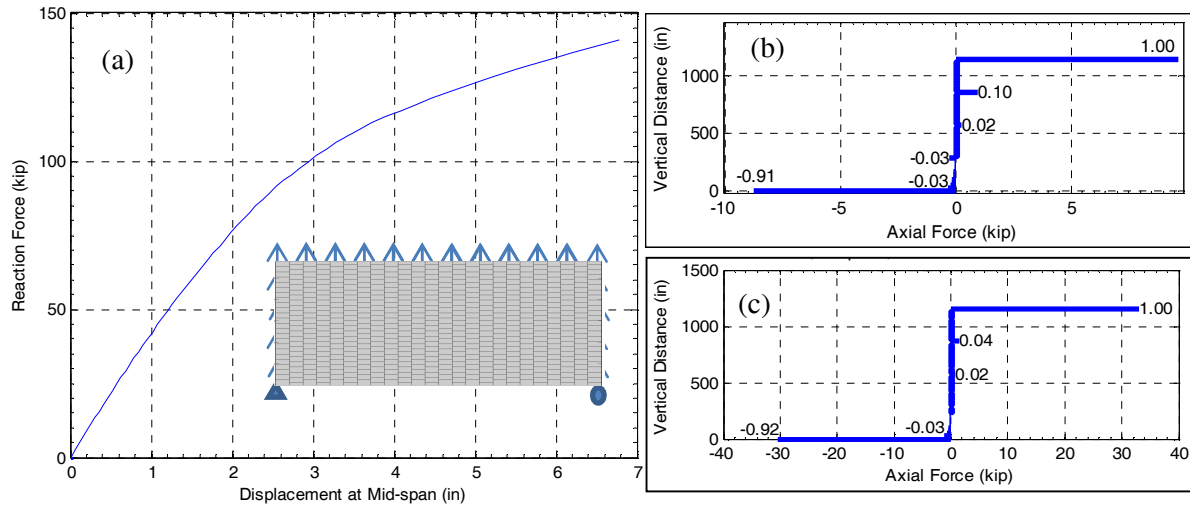 (a)
150
100
50
0
Reaction Force (kip)
0 1 2 3 4 5 6 7
Displacement at Mid-span (in)
(b)
1000
500
0
Vertical Distance (in)
1.00
0.10
0.02
-0.03
-0.03
-0.91
-10 -5 0 5
Axial Force (kip)
(c)
1500
1000
500
0
Vertical Distance (in)
1.00
0.04
0.02
-0.03
-0.92
-40 -30 -20 -10 0 10 20 30 40
Axial Force (kip)